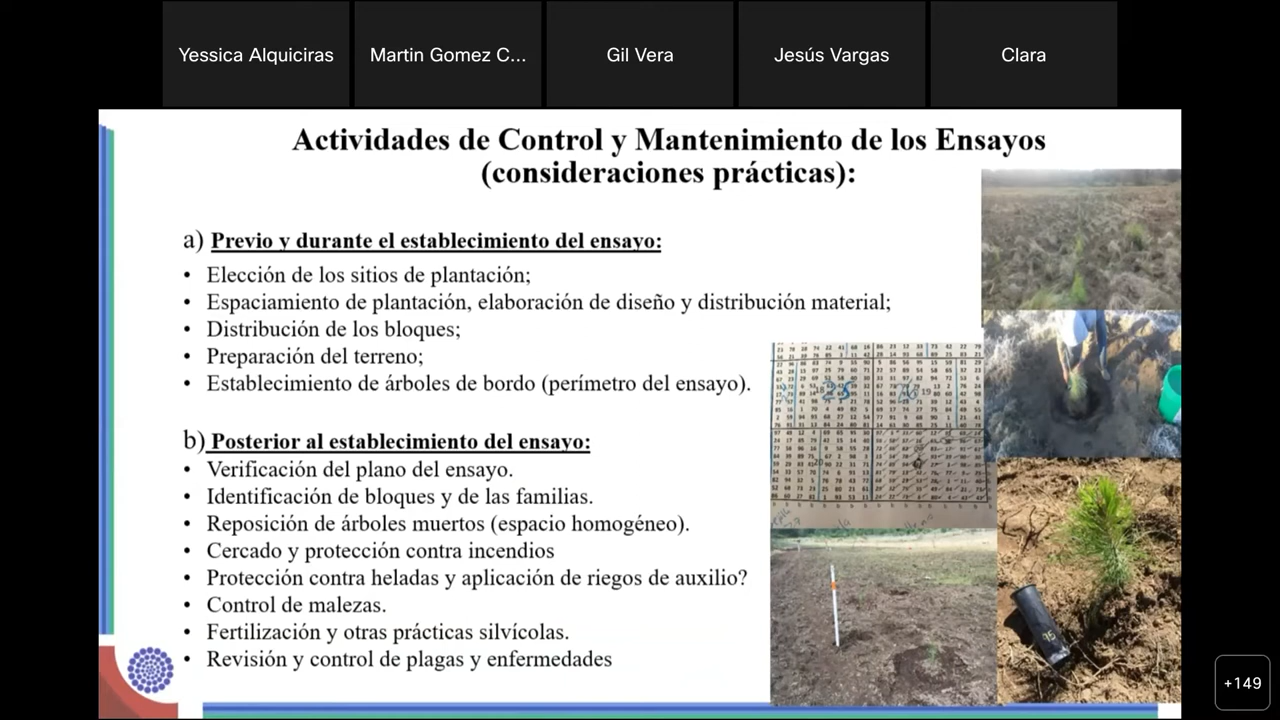 Yessica Alquiciras
Martin Gomez C...
Gil Vera
Jesús Vargas
Clara
Actividades de Control y Mantenimiento de los Ensayos
(consideraciones prácticas):
a) Previo y durante el establecimiento del ensayo:
• Elección de los sitios de plantación;
• Espaciamiento de plantación, elaboración de diseño y distribución material;
• Distribución de los bloques;
• Preparación del terreno;
• Establecimiento de árboles de bordo (perímetro del ensayo).
b) Posterior al establecimiento del ensayo:
• Verificación del plano del ensayo.
• Identificación de bloques y de las familias.
• Reposición de árboles muertos (espacio homogéneo).
• Cercado y protección contra incendios
• Protección contra heladas y aplicación de riegos de auxilio?
• Control de malezas.
• Fertilización y otras prácticas silvícolas.
• Revisión y control de plagas y enfermedades
25
26
95
+149